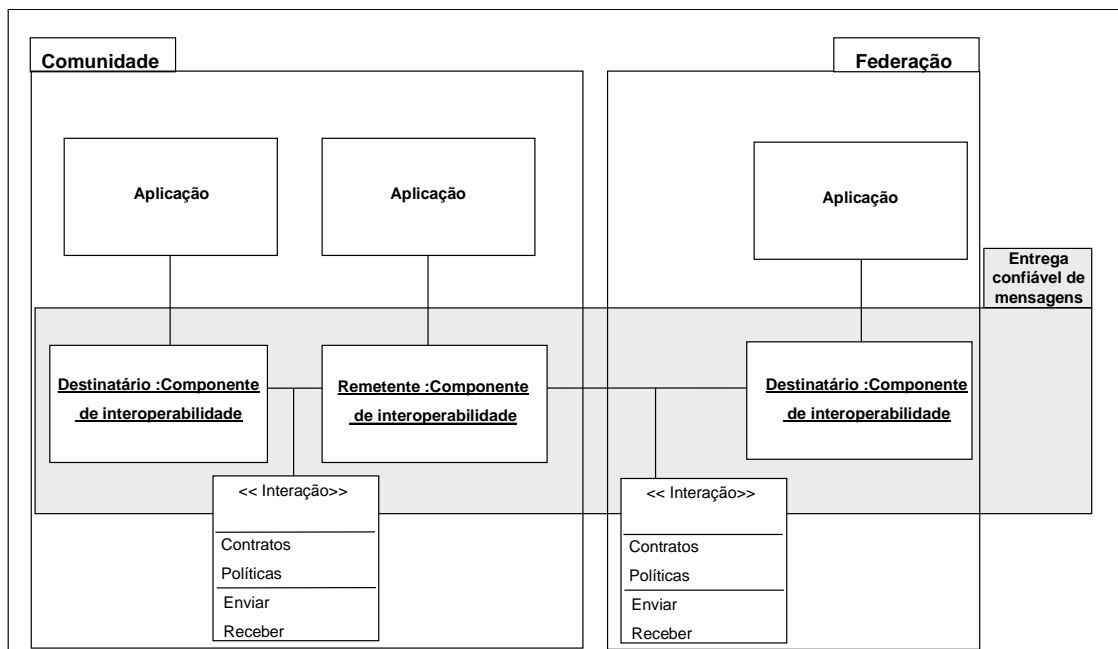 Comunidade
Federação
Aplicação
Aplicação
Aplicação
Entrega
confiável de
mensagens
Destinatário :Componente
de interoperabilidade
Remetente :Componente
de interoperabilidade
Destinatário :Componente
de interoperabilidade
<< Interação>>
Contratos
Políticas
Enviar
Receber
<< Interação>>
Contratos
Políticas
Enviar
Receber